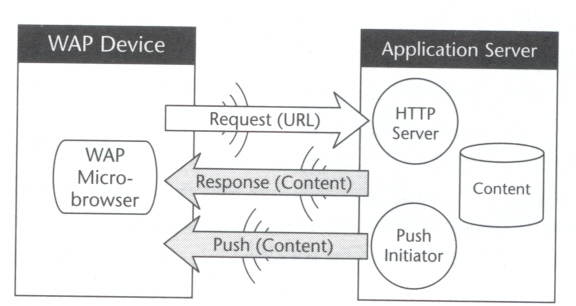 WAP Device
Application Server
Request (URL)
HTTP
Server
WAP
Micro-
browser
Response (Content)
Content
Push (Content)
Push
Initiator